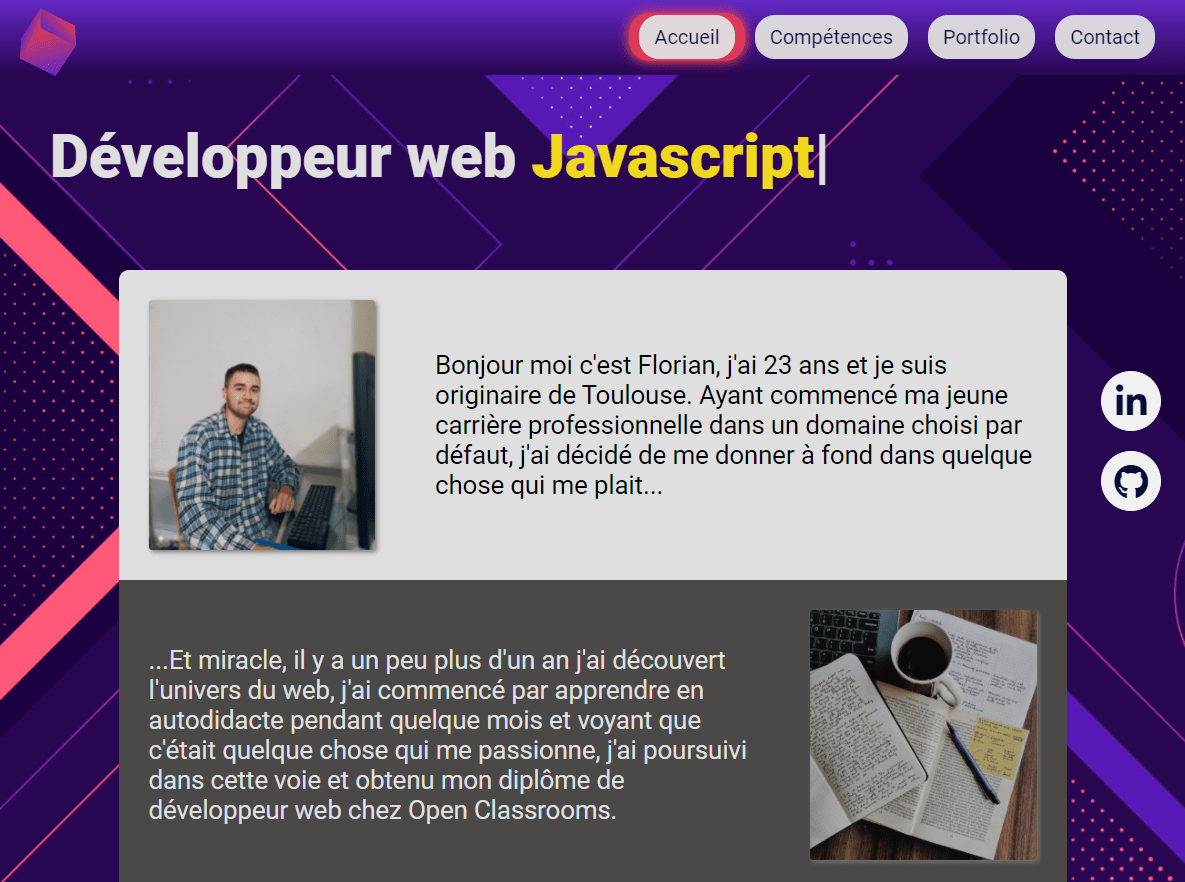 Accueil Compétences Portfolio Contact
Développeur web Javascript|
Bonjour moi c'est Florian, j'ai 23 ans et je suis
originaire de Toulouse. Ayant commencé ma jeune
carrière professionnelle dans un domaine choisi par
défaut, j'ai décidé de me donner à fond dans quelque
chose qui me plait...
in
...Et miracle, il y a un peu plus d'un an j'ai découvert
l'univers du web, j'ai commencé par apprendre en
autodidacte pendant quelque mois et voyant que
c'était quelque chose qui me passionne, j'ai poursuivi
dans cette voie et obtenu mon diplôme de
développeur web chez Open Classrooms.